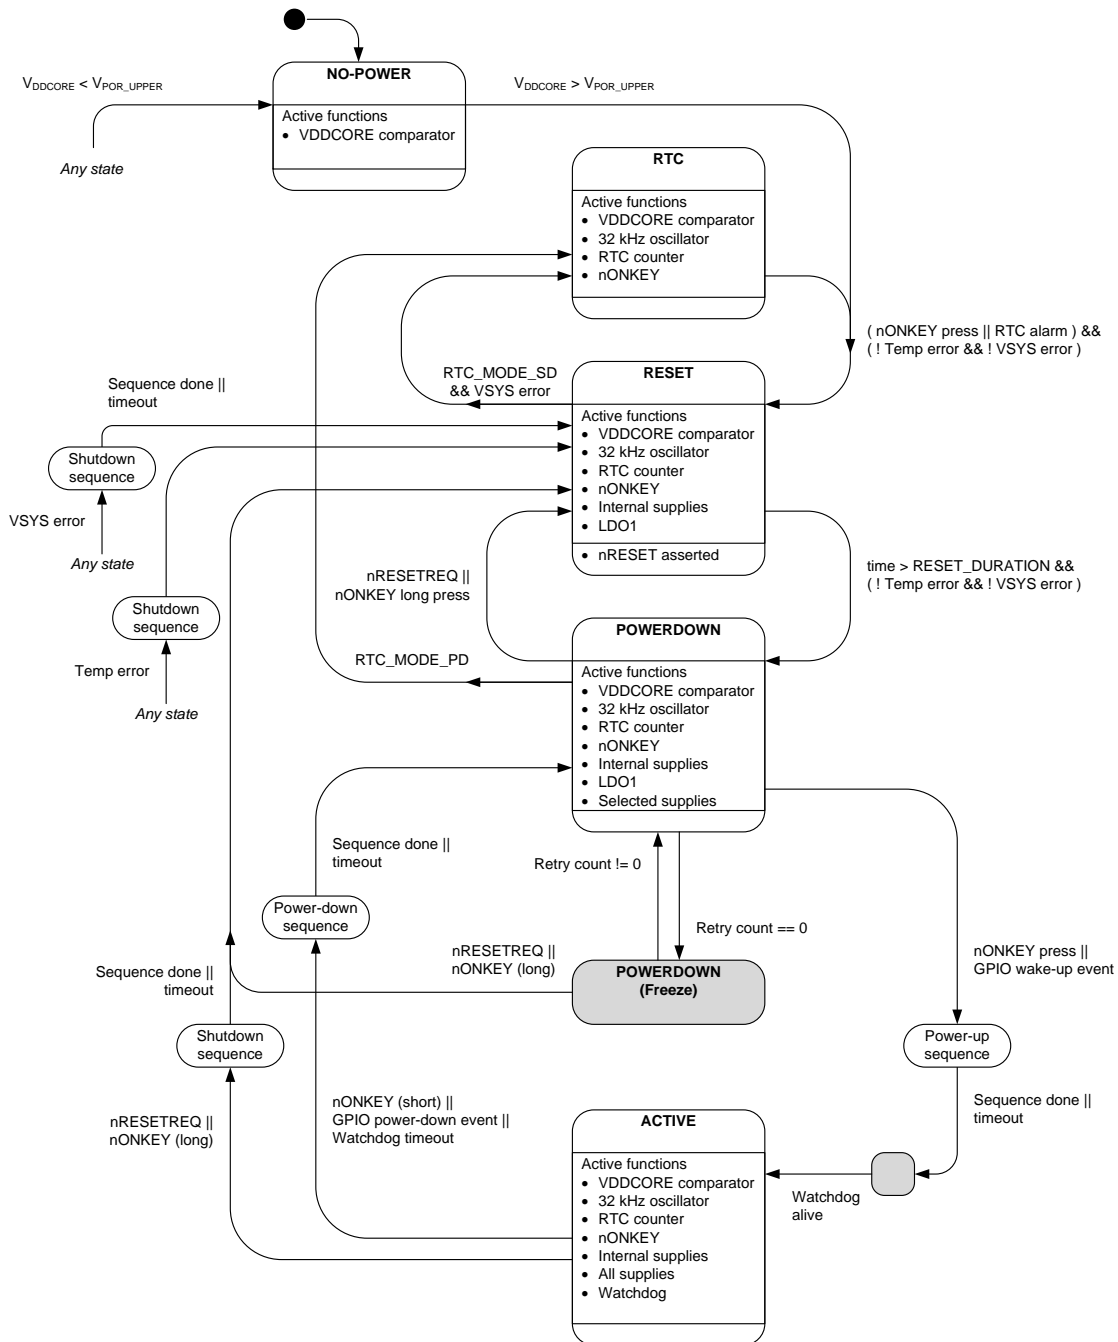 NO-POWER
V_DDCORE < V_POR_UPPER
V_DDCORE > V_POR_UPPER
Active functions
• VDDCORE comparator
Any state
RTC
Active functions
• VDDCORE comparator
• 32 kHz oscillator
• RTC counter
• nONKEY
( nONKEY press || RTC alarm ) &&
( ! Temp error && ! VSYS error )
RTC_MODE_SD
&& VSYS error
Sequence done ||
timeout
RESET
Active functions
• VDDCORE comparator
• 32 kHz oscillator
• RTC counter
• nONKEY
• Internal supplies
• LDO1
• nRESET asserted
Shutdown
sequence
VSYS error
Any state
nRESETREQ ||
nONKEY long press
time > RESET_DURATION &&
( ! Temp error && ! VSYS error )
Shutdown
sequence
Temp error
Any state
POWERDOWN
RTC_MODE_PD
Active functions
• VDDCORE comparator
• 32 kHz oscillator
• RTC counter
• nONKEY
• Internal supplies
• LDO1
• Selected supplies
Sequence done ||
timeout
Retry count != 0
Power-down
sequence
Retry count == 0
nRESETREQ ||
nONKEY (long)
POWERDOWN
(Freeze)
nONKEY press ||
GPIO wake-up event
Sequence done ||
timeout
Shutdown
sequence
Power-up
sequence
nONKEY (short) ||
GPIO power-down event ||
Watchdog timeout
nRESETREQ ||
nONKEY (long)
Sequence done ||
timeout
ACTIVE
Active functions
• VDDCORE comparator
• 32 kHz oscillator
• RTC counter
• nONKEY
• Internal supplies
• All supplies
• Watchdog
Watchdog
alive